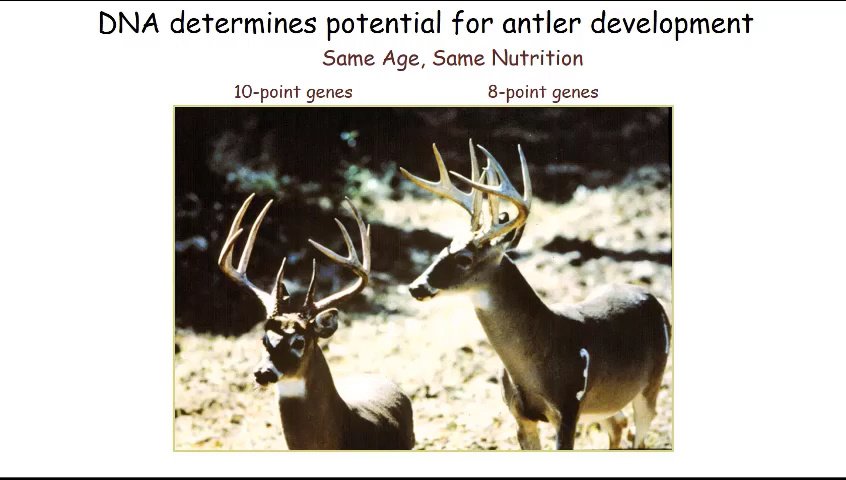 DNA determines potential for antler development
Same Age, Same Nutrition
10-point genes 8-point genes